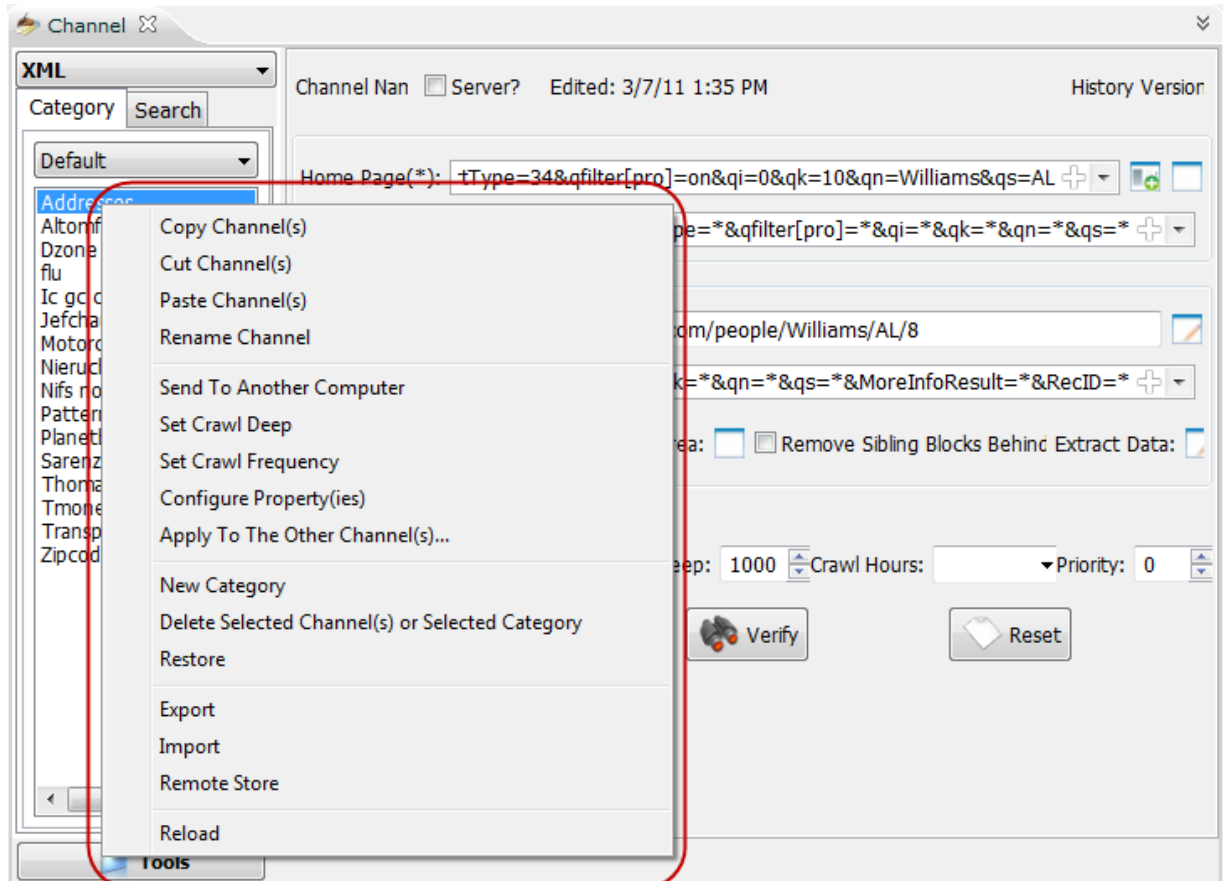 Channel
XML
Category Search
Default
Addresses
Dzone
flu
Channel Nan Server? Edited: 3/7/11 1:35 PM History Version
Home Page(*): tType=34&qfilter[pro]=on&qi=0&qk=10&qn=Williams&qs=AL
pe=*&qfilter[pro]=*&qi=*&qk=*&qn=*&qs=*
om/people/Williams/AL/8
k=*&qn=*&qs=*&MoreInfoResult=*&RecID=*
rea: Remove Sibling Blocks Behind Extract Data:
eep: 1000 Crawl Hours: Priority: 0
Verify Reset
Copy Channel(s)
Cut Channel(s)
Paste Channel(s)
Rename Channel
Send To Another Computer
Set Crawl Deep
Set Crawl Frequency
Configure Property(ies)
Apply To The Other Channel(s)...
New Category
Delete Selected Channel(s) or Selected Category
Restore
Export
Import
Remote Store
Reload
Tools